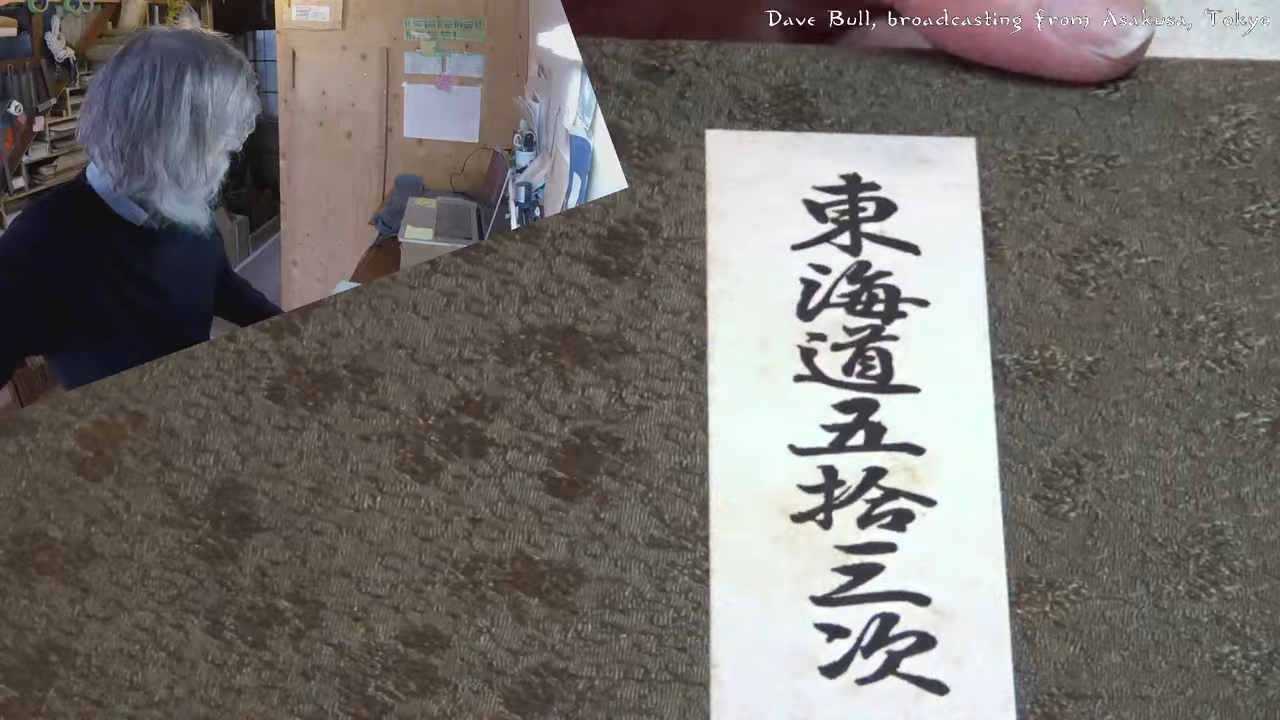 Dave Bull, broadcasting from Asakusa, Tokyo
東海道五拾三次